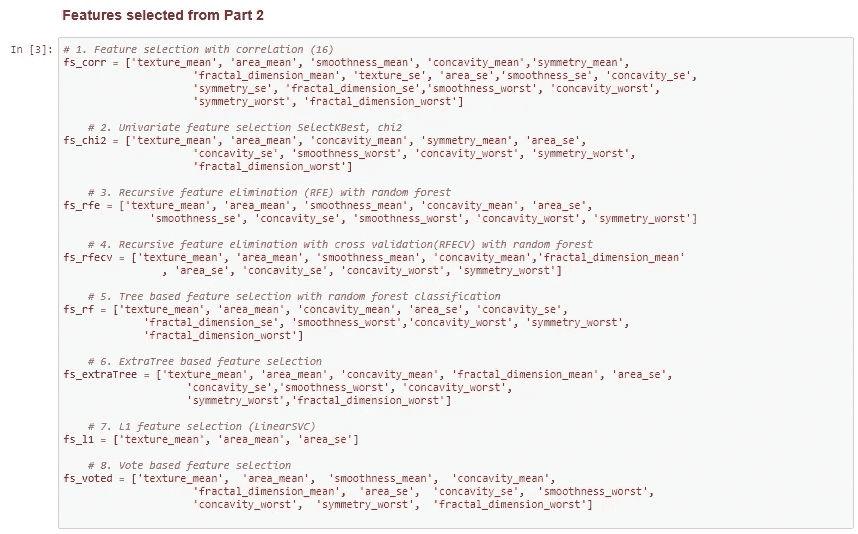 Features selected from Part 2
In [3]: # 1. Feature selection with correlation (16)
fs_corr = ['texture_mean', 'area_mean', 'smoothness_mean', 'concavity_mean','symmetry_mean',
'fractal_dimension_mean', 'texture_se', 'area_se','smoothness_se', 'concavity_se',
'symmetry_se', 'fractal_dimension_se','smoothness_worst', 'concavity_worst',
'symmetry_worst', 'fractal_dimension_worst']
# 2. Univariate feature selection SelectKBest, chi2
fs_chi2 = ['texture_mean', 'area_mean', 'concavity_mean', 'symmetry_mean', 'area_se',
'concavity_se', 'smoothness_worst', 'concavity_worst', 'symmetry_worst',
'fractal_dimension_worst']
# 3. Recursive feature elimination (RFE) with random forest
fs_rfe = ['texture_mean', 'area_mean', 'smoothness_mean', 'concavity_mean', 'area_se',
'smoothness_se', 'concavity_se', 'smoothness_worst', 'concavity_worst', 'symmetry_worst']
# 4. Recursive feature elimination with cross validation(RFECV) with random forest
fs_rfecv = ['texture_mean', 'area_mean', 'smoothness_mean', 'concavity_mean','fractal_dimension_mean'
, 'area_se', 'concavity_se', 'concavity_worst', 'symmetry_worst']
# 5. Tree based feature selection with random forest classification
fs_rf = ['texture_mean', 'area_mean', 'concavity_mean', 'area_se', 'concavity_se',
'fractal_dimension_se', 'smoothness_worst','concavity_worst', 'symmetry_worst',
'fractal_dimension_worst']
# 6. ExtraTree based feature selection
fs_extraTree = ['texture_mean', 'area_mean', 'concavity_mean', 'fractal_dimension_mean', 'area_se',
'concavity_se','smoothness_worst', 'concavity_worst',
'symmetry_worst','fractal_dimension_worst']
# 7. L1 feature selection (LinearSVC)
fs_l1 = ['texture_mean', 'area_mean', 'area_se']
# 8. Vote based feature selection
fs_voted = ['texture_mean', 'area_mean', 'smoothness_mean', 'concavity_mean',
'fractal_dimension_mean', 'area_se', 'concavity_se', 'smoothness_worst',
'concavity_worst', 'symmetry_worst', 'fractal_dimension_worst']